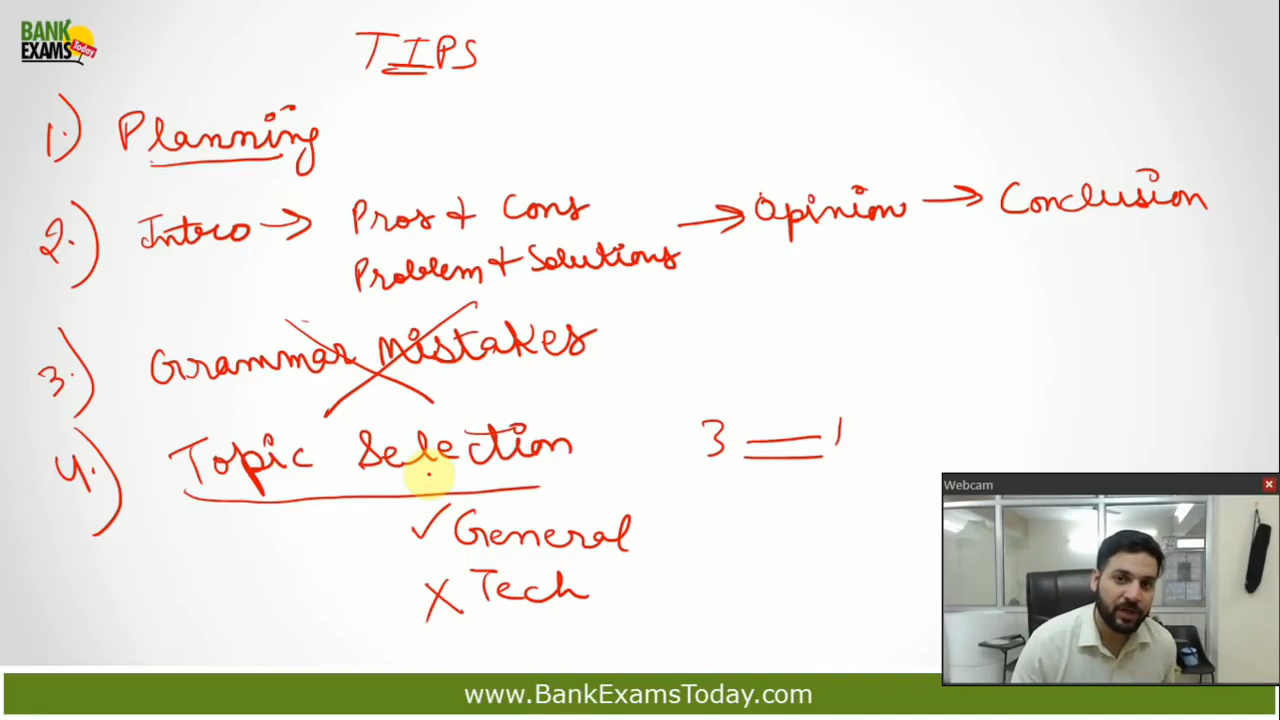 BANK
EXAMS
Today
TIPS
1.) Planning
2.) Intro → Pros + Cons → Opinion → Conclusion
Problem + Solutions
3.) Grammar Mistakes
4.) Topic Selection 3 1
✓ General
X Tech
Webcam
www.BankExamsToday.com